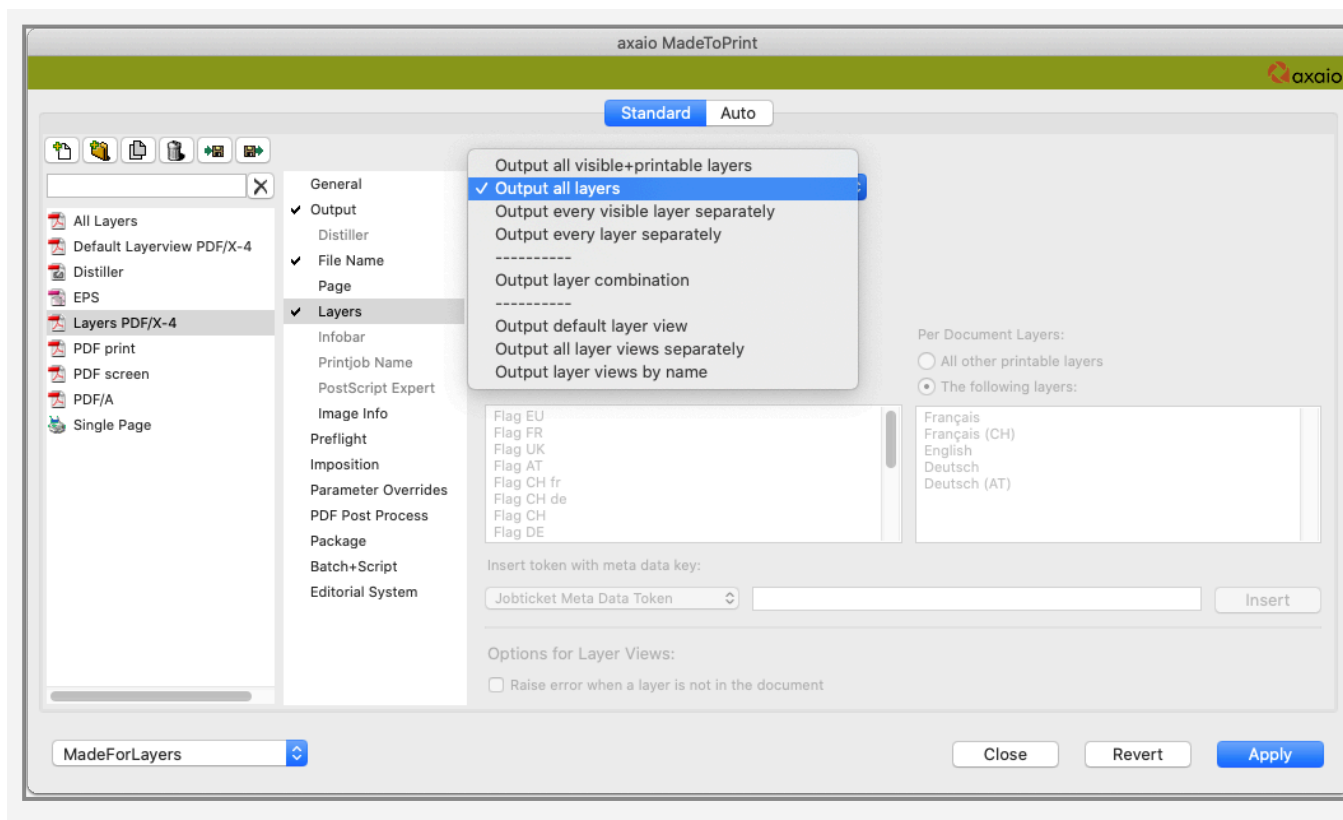 axaio MadeToPrint
axaio
Standard Auto
All Layers
Default Layerview PDF/X-4
Distiller
EPS
Layers PDF/X-4
PDF print
PDF screen
PDF/A
Single Page
General
✓ Output
Distiller
✓ File Name
Page
✓ Layers
Infobar
Printjob Name
PostScript Expert
Image Info
Preflight
Imposition
Parameter Overrides
PDF Post Process
Package
Batch+Script
Editorial System
Output all visible+printable layers
✓ Output all layers
Output every visible layer separately
Output every layer separately
----------
Output layer combination
----------
Output default layer view
Output all layer views separately
Output layer views by name
Per Document Layers:
All other printable layers
The following layers:
Flag EU
Flag FR
Flag UK
Flag AT
Flag CH fr
Flag CH de
Flag CH
Flag DE
Français
Français (CH)
English
Deutsch
Deutsch (AT)
Insert token with meta data key:
Jobticket Meta Data Token
Insert
Options for Layer Views:
Raise error when a layer is not in the document
MadeForLayers
Close Revert Apply